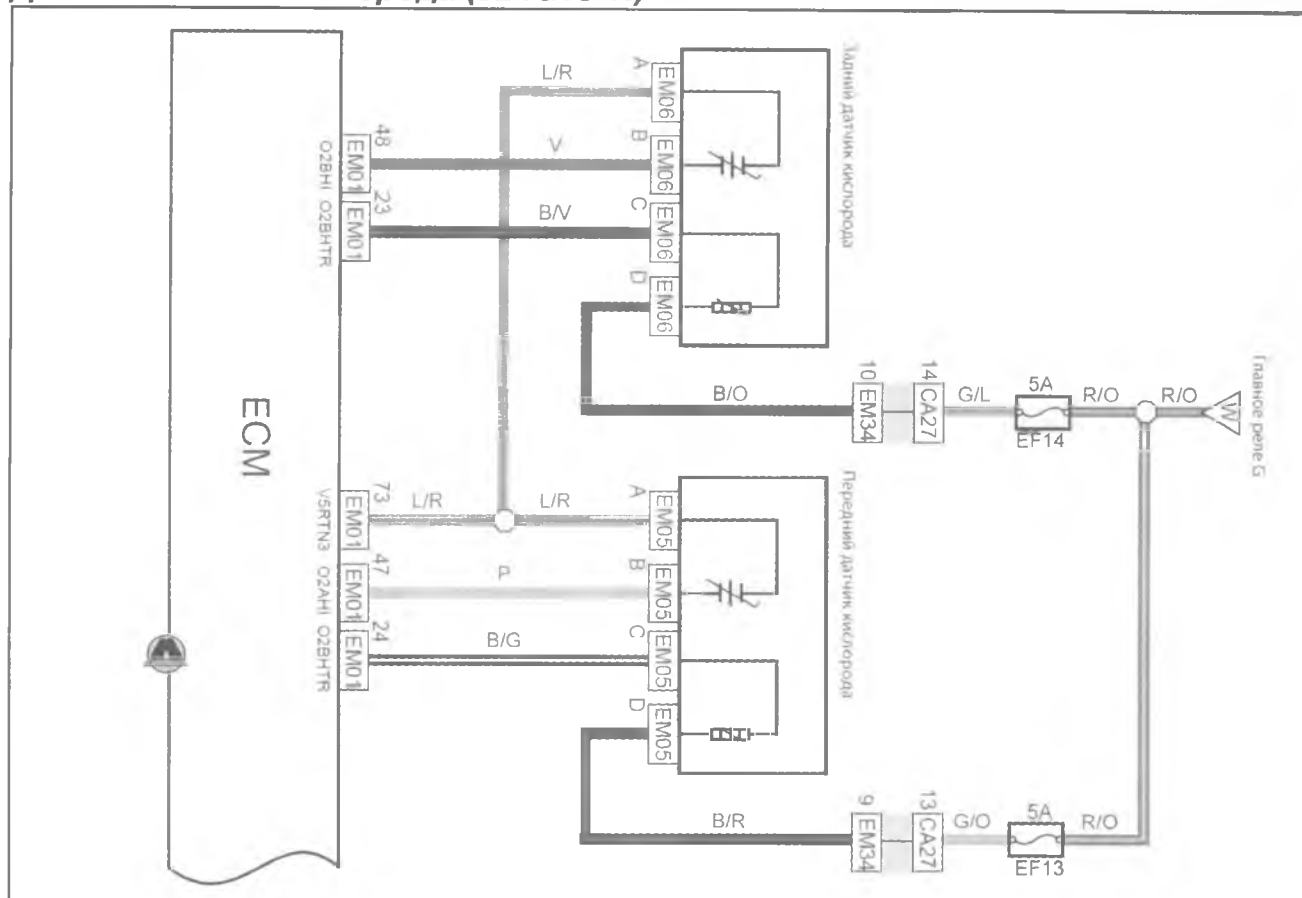 Задний датчик кислорода
Главное реле G
ECM
48
EM01
O2BHI
23
EM01
O2BHTR
L/R
A
EM06
V
B
EM06
B/V
C
EM06
D
EM06
B/O
10
EM34
14
CA27
G/L
5A
EF14
R/O
R/O
W
Передний датчик кислорода
73
EM01
V5RTN3
L/R
L/R
A
EM05
47
EM01
O2AHI
P
B
EM05
24
EM01
O2BHTR
B/G
C
EM05
D
EM05
B/R
9
EM34
13
CA27
G/O
5A
EF13
R/O